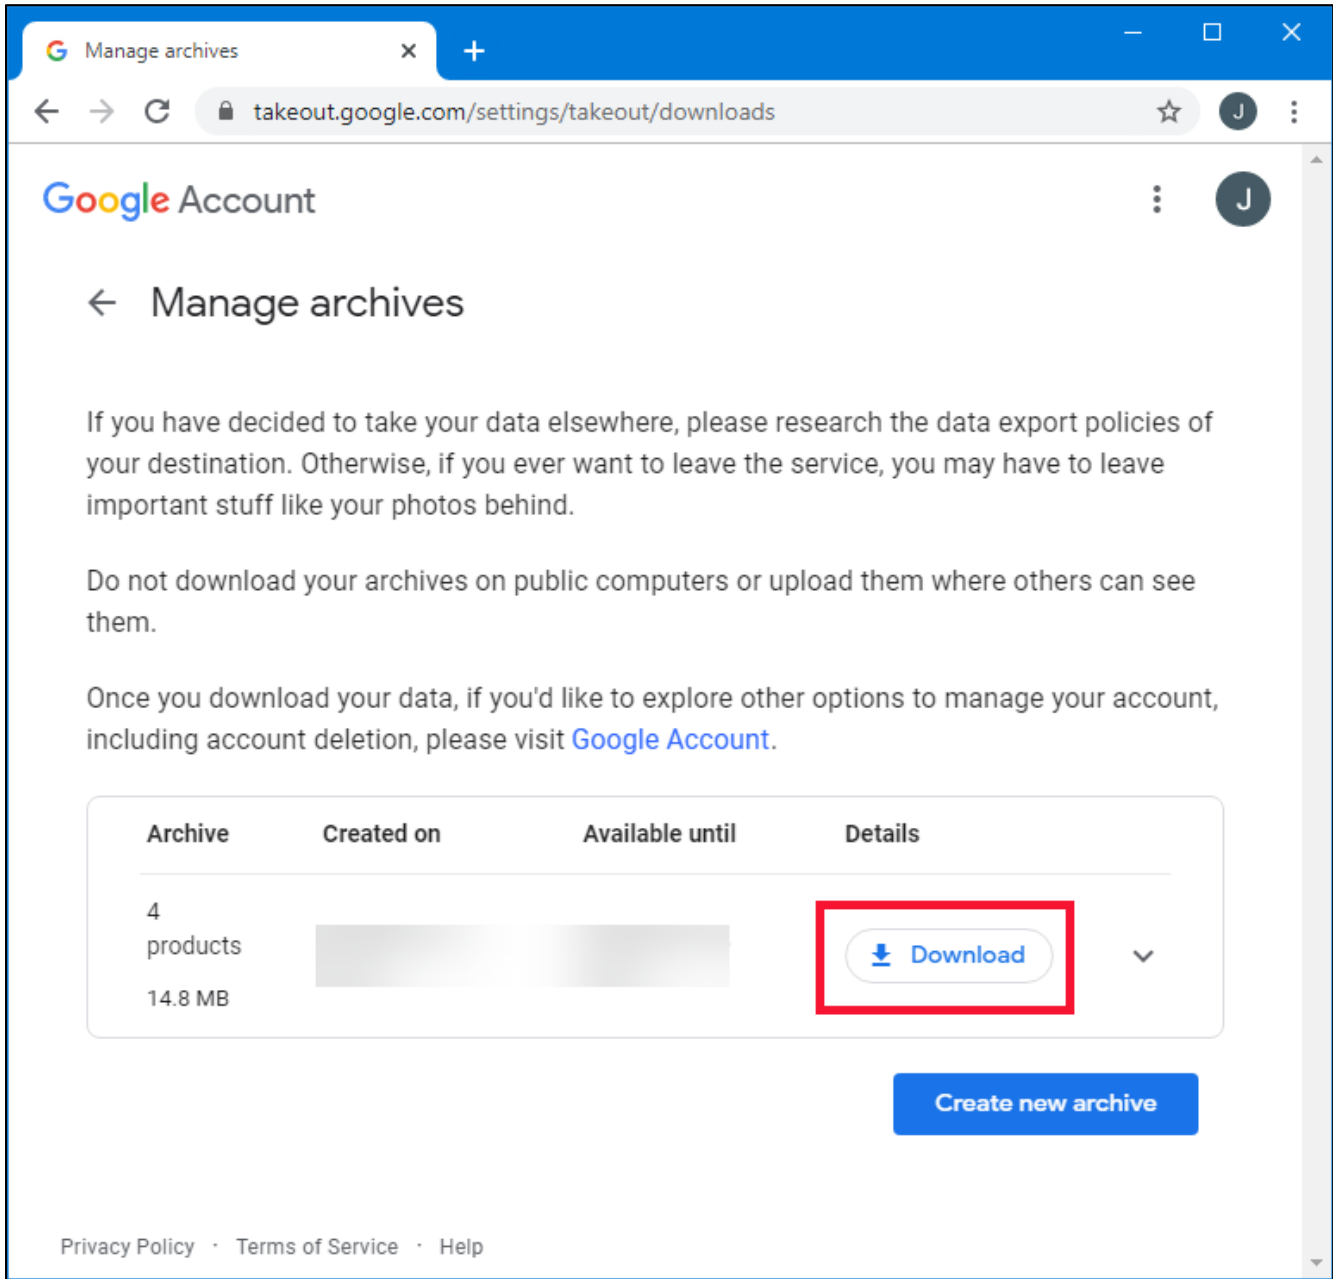 Manage archives
takeout.google.com/settings/takeout/downloads
J
Google Account
J
Manage archives
If you have decided to take your data elsewhere, please research the data export policies of
your destination. Otherwise, if you ever want to leave the service, you may have to leave
important stuff like your photos behind.
Do not download your archives on public computers or upload them where others can see
them.
Once you download your data, if you'd like to explore other options to manage your account,
including account deletion, please visit Google Account.
Archive Created on Available until Details
4
products
14.8 MB
Download
Create new archive
Privacy Policy · Terms of Service · Help